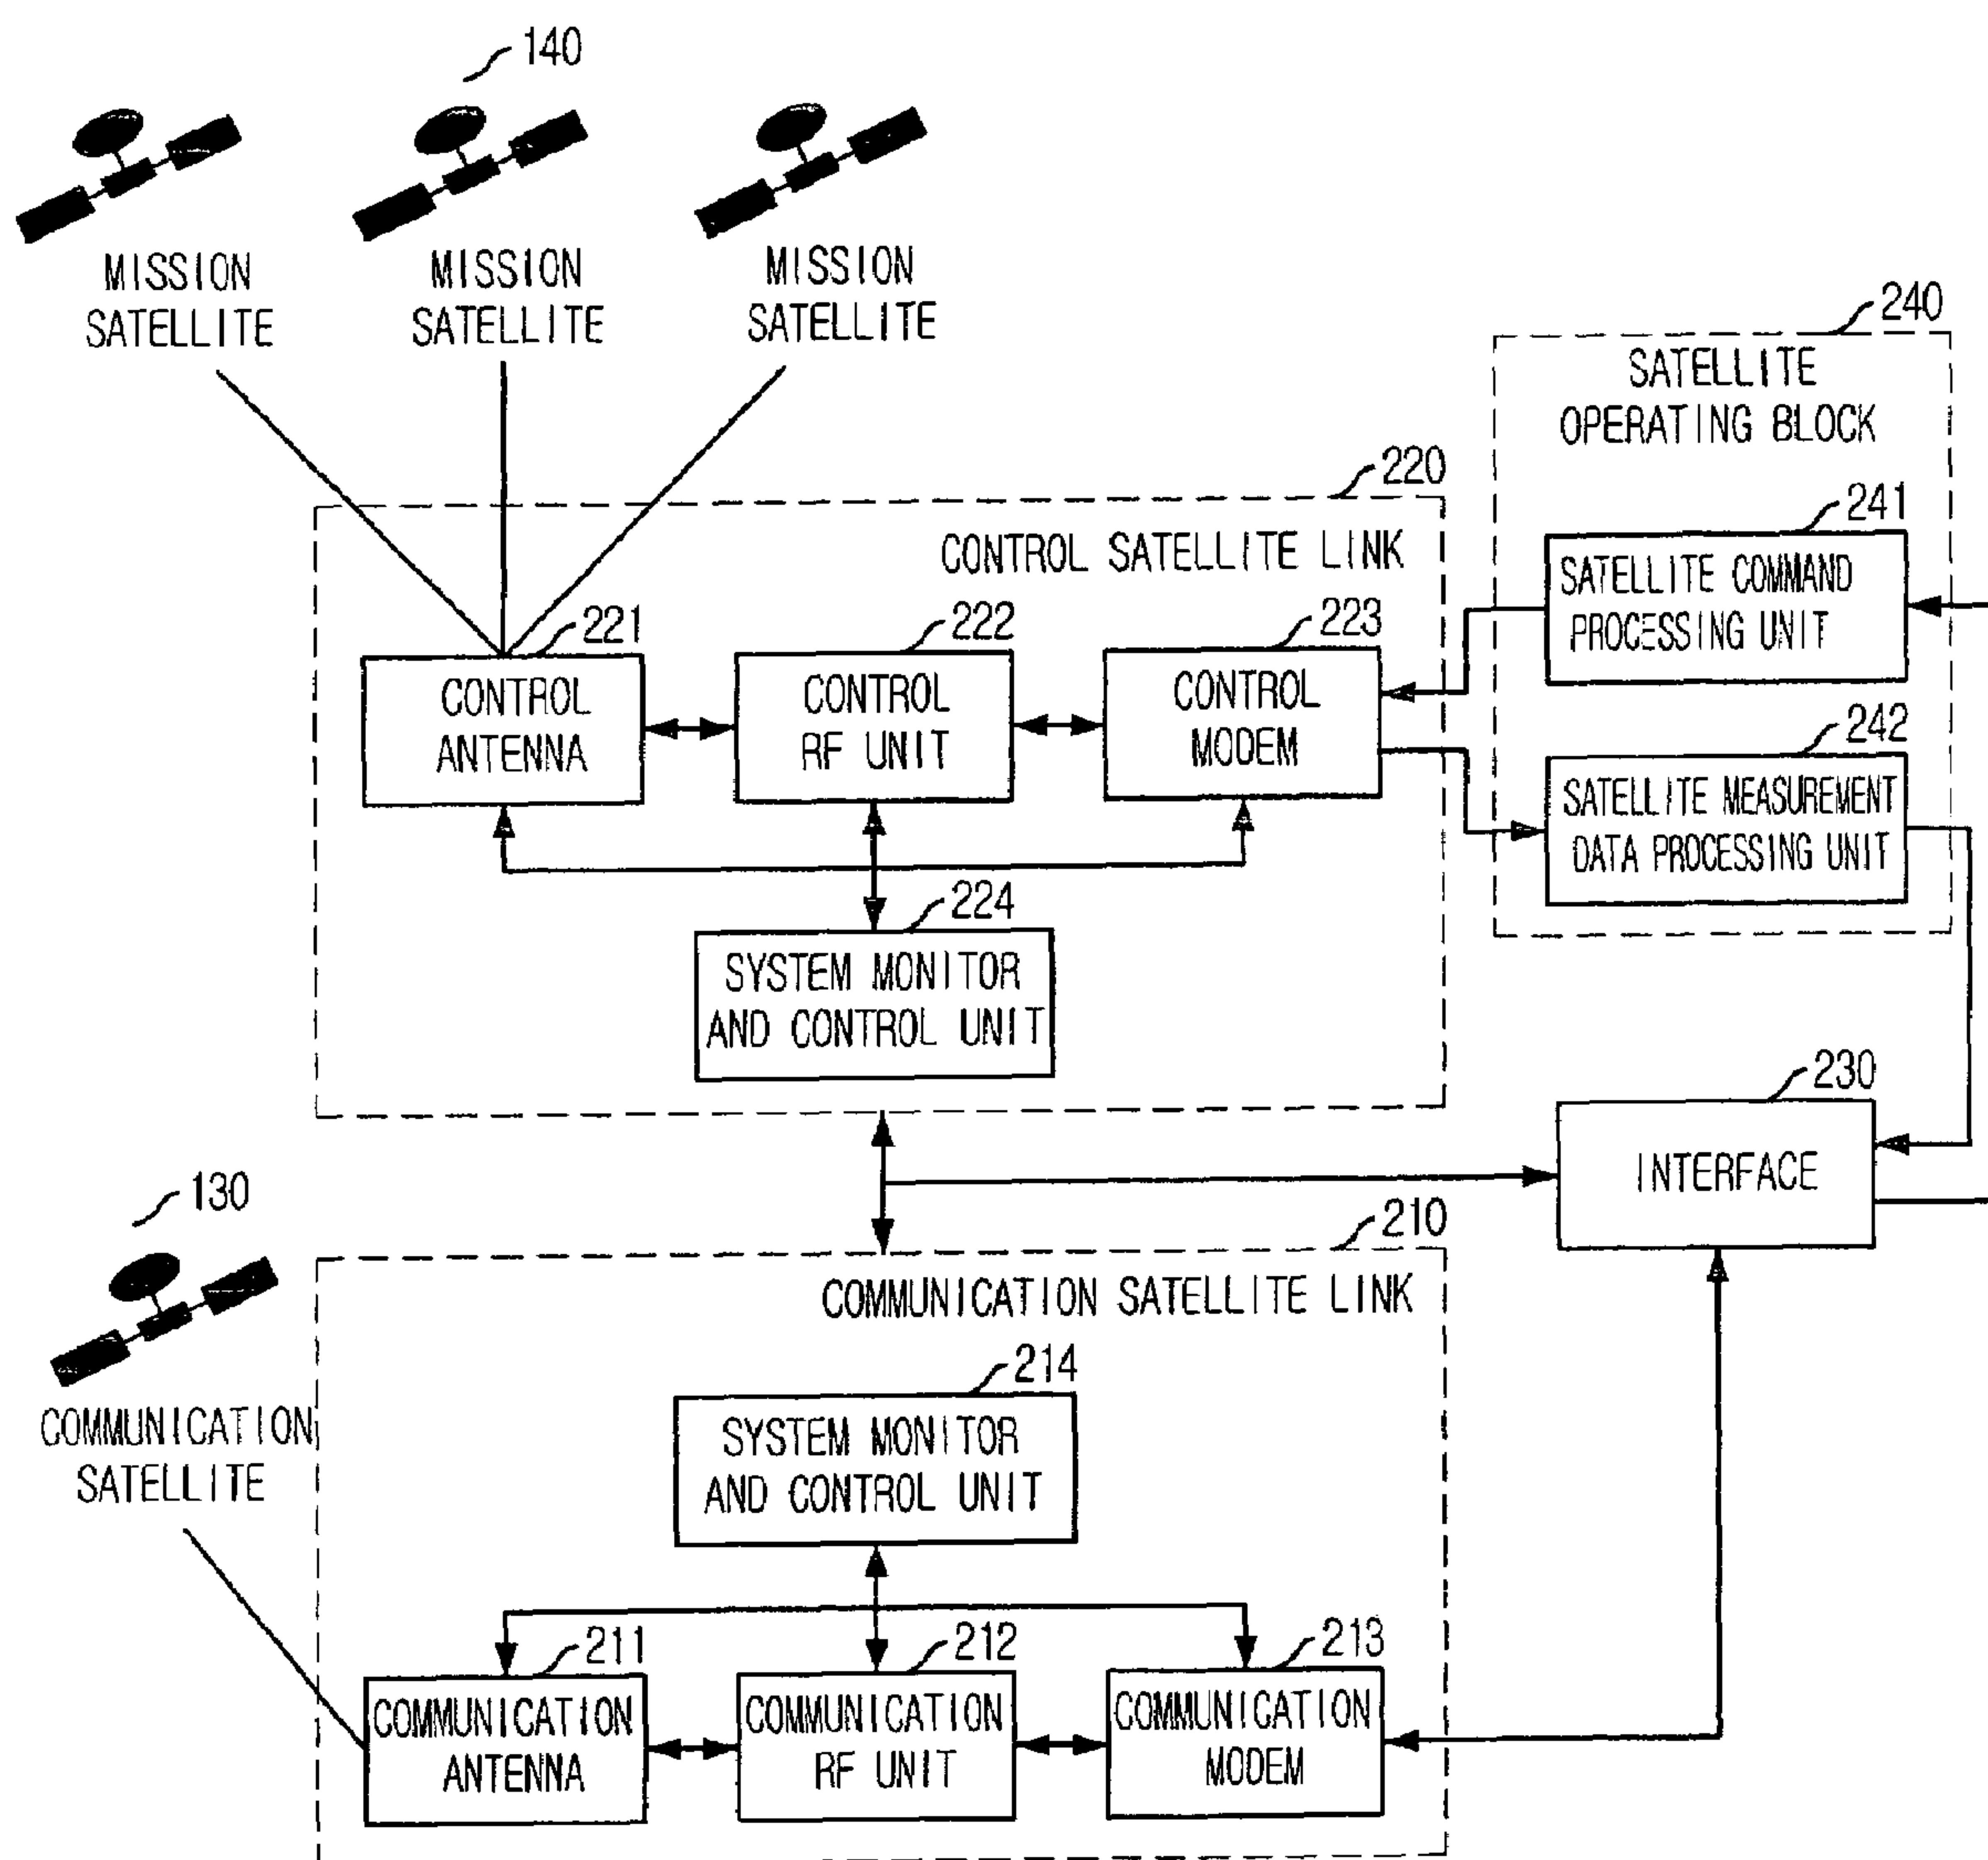 140
MISSION
SATELLITE
MISSION
SATELLITE
MISSION
SATELLITE
240
SATELLITE
OPERATING BLOCK
220
CONTROL SATELLITE LINK
241
SATELLITE COMMAND
PROCESSING UNIT
221
CONTROL
ANTENNA
222
CONTROL
RF UNIT
223
CONTROL
MODEM
242
SATELLITE MEASUREMENT
DATA PROCESSING UNIT
224
SYSTEM MONITOR
AND CONTROL UNIT
230
INTERFACE
130
COMMUNICATION
SATELLITE
210
COMMUNICATION SATELLITE LINK
214
SYSTEM MONITOR
AND CONTROL UNIT
211
COMMUNICATION
ANTENNA
212
COMMUNICATION
RF UNIT
213
COMMUNICATION
MODEM